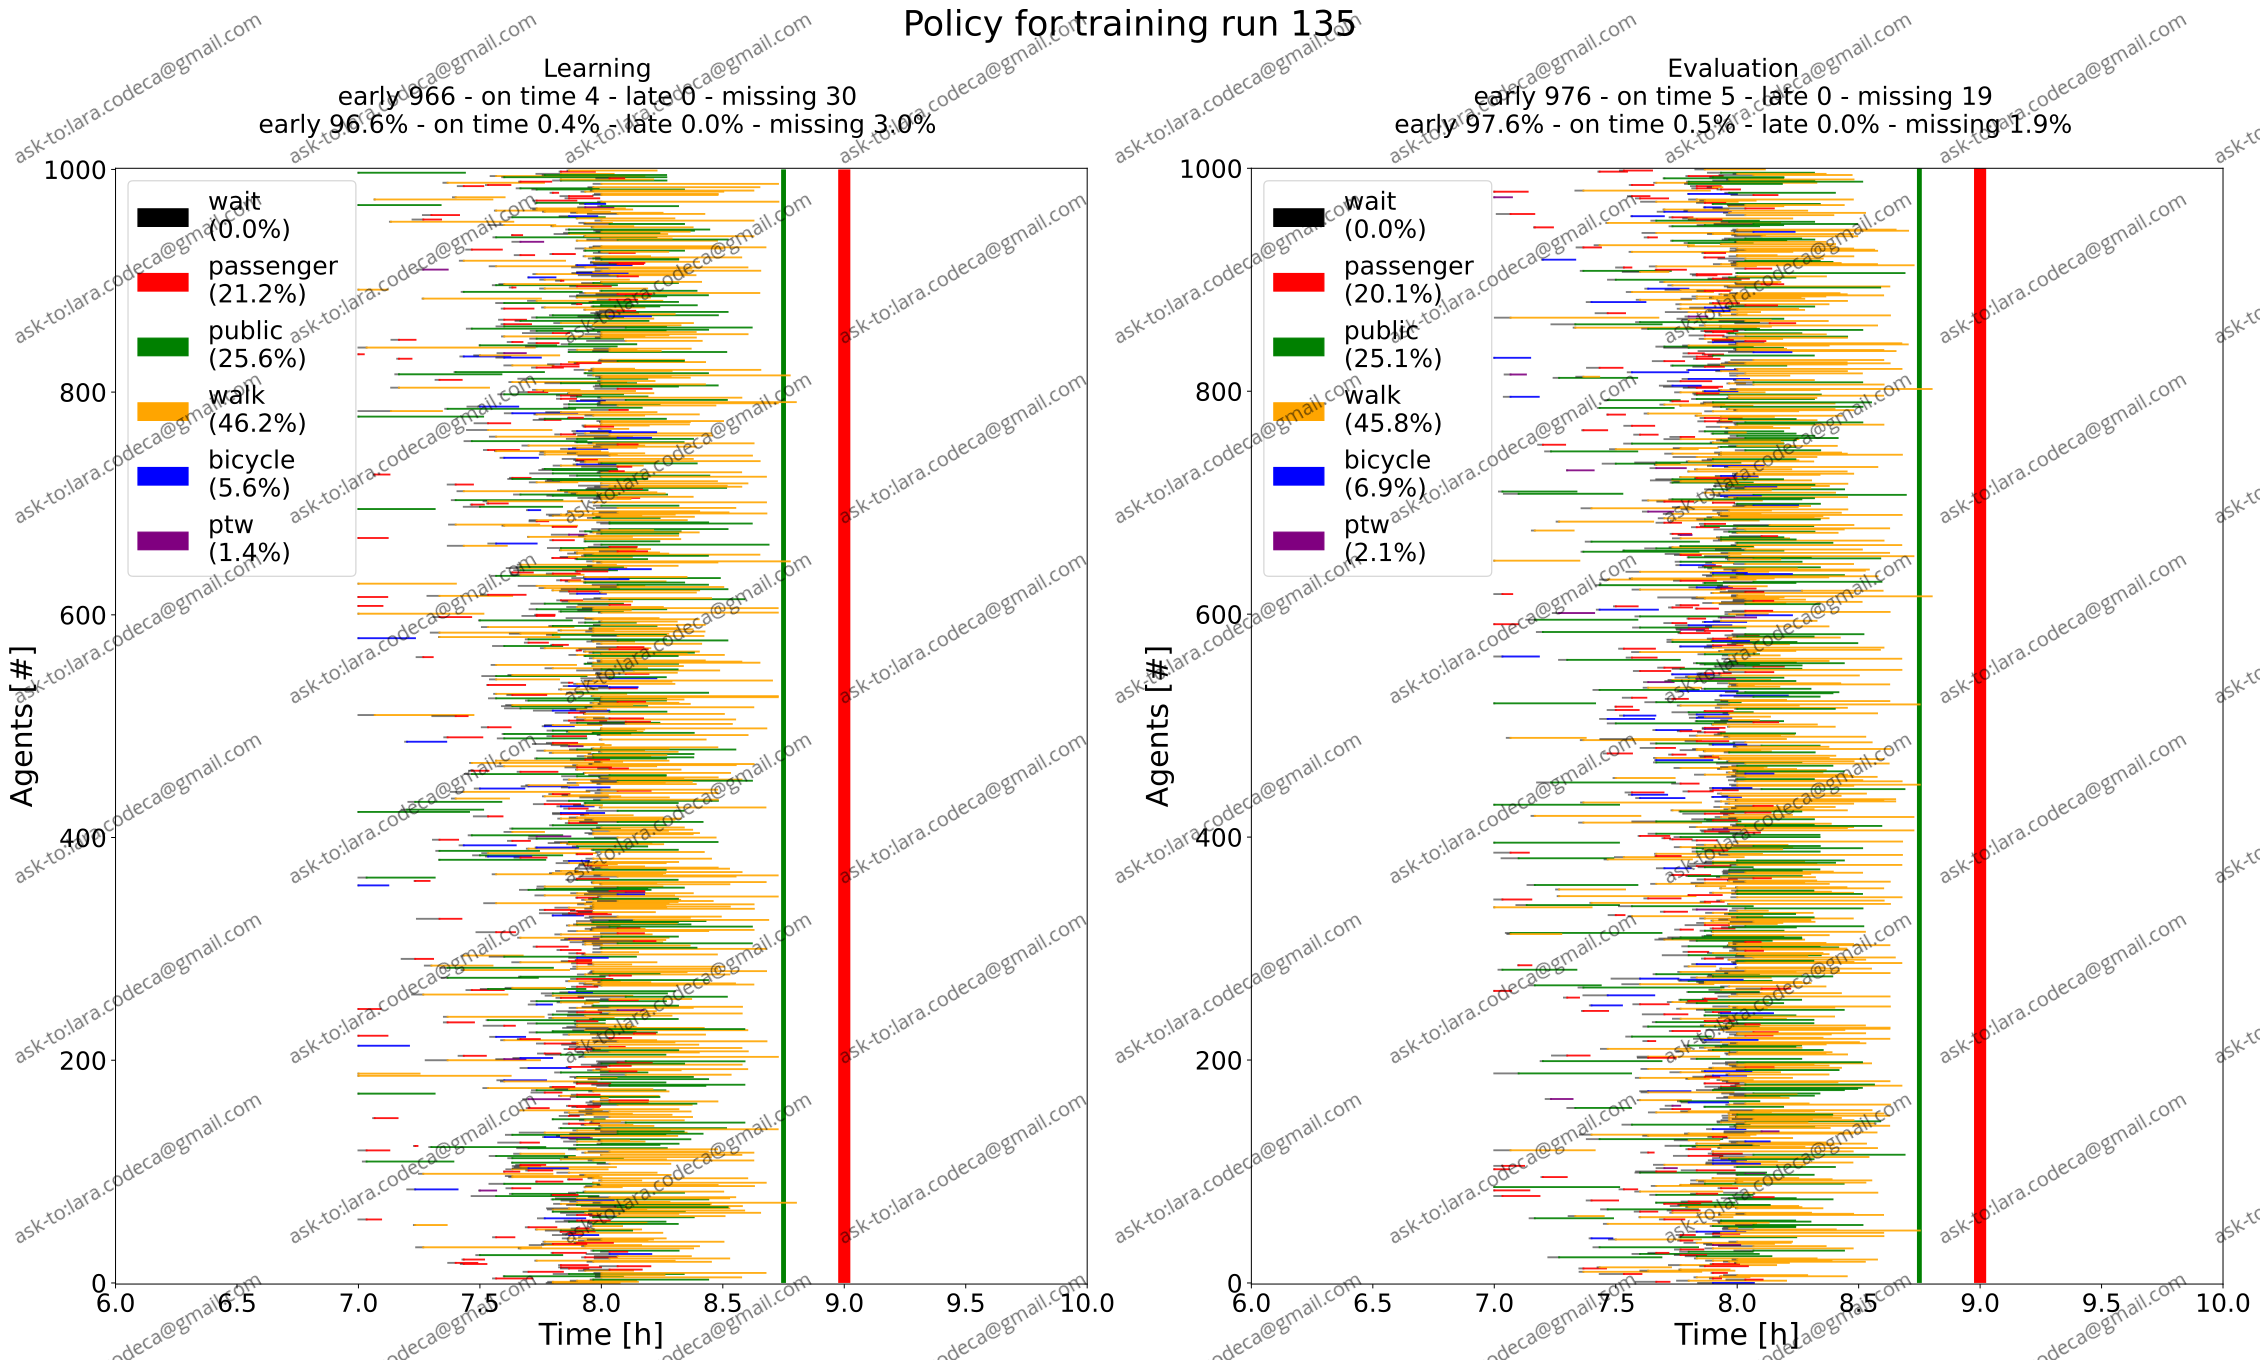 Policy for training run 135
Learning
early 966 - on time 4 - late 0 - missing 30
early 96.6% - on time 0.4% - late 0.0% - missing 3.0%
1000
800
600
400
200
0
Agents [#]
wait
(0.0%)
passenger
(21.2%)
public
(25.6%)
walk
(46.2%)
bicycle
(5.6%)
ptw
(1.4%)
6.0 6.5 7.0 7.5 8.0 8.5 9.0 9.5 10.0
Time [h]
Evaluation
early 976 - on time 5 - late 0 - missing 19
early 97.6% - on time 0.5% - late 0.0% - missing 1.9%
1000
800
600
400
200
0
Agents [#]
wait
(0.0%)
passenger
(20.1%)
public
(25.1%)
walk
(45.8%)
bicycle
(6.9%)
ptw
(2.1%)
6.0 6.5 7.0 7.5 8.0 8.5 9.0 9.5 10.0
Time [h]
ask-to:lara.codeca@gmail.com